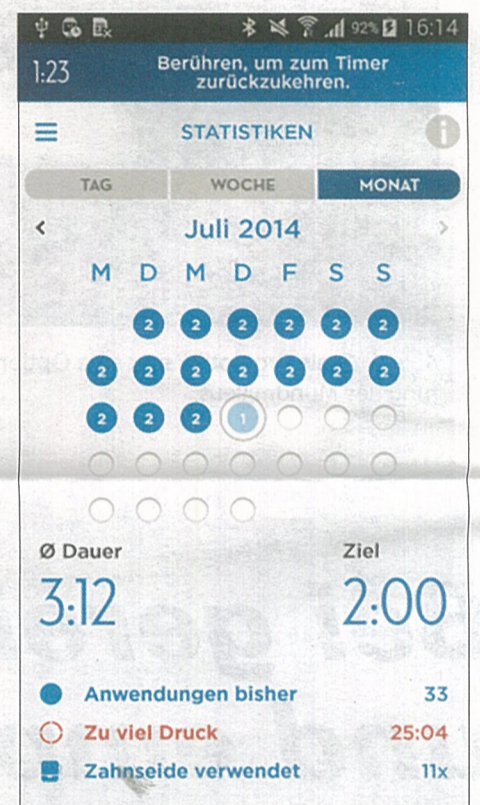 92% 16:14
1:23 Berühren, um zum Timer
zurückzukehren.
STATISTIKEN
i
TAG WOCHE MONAT
< Juli 2014 >
M D M D F S S
2 2 2 2 2 2
2 2 2 2 2 2 2
2 2 2 1
Ø Dauer Ziel
3:12 2:00
Anwendungen bisher 33
Zu viel Druck 25:04
Zahnseide verwendet 11x